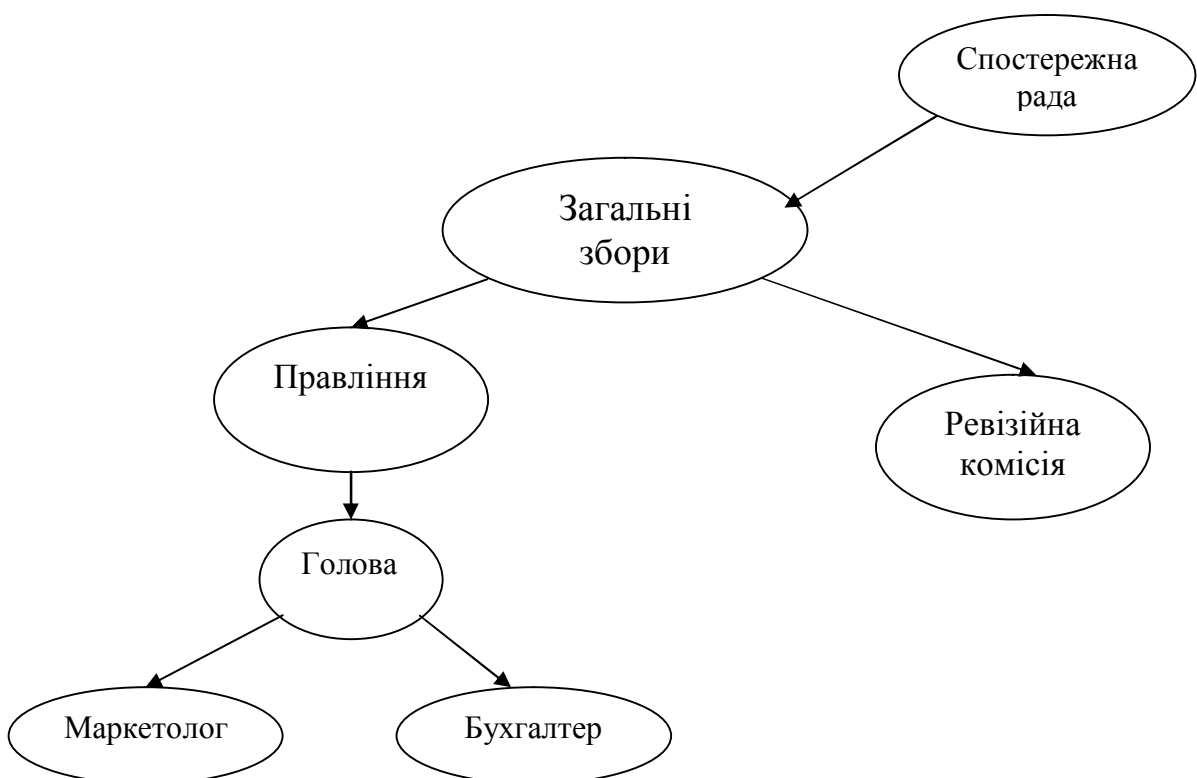 Спостережна
рада
Загальні
збори
Правління
Ревізійна
комісія
Голова
Маркетолог
Бухгалтер